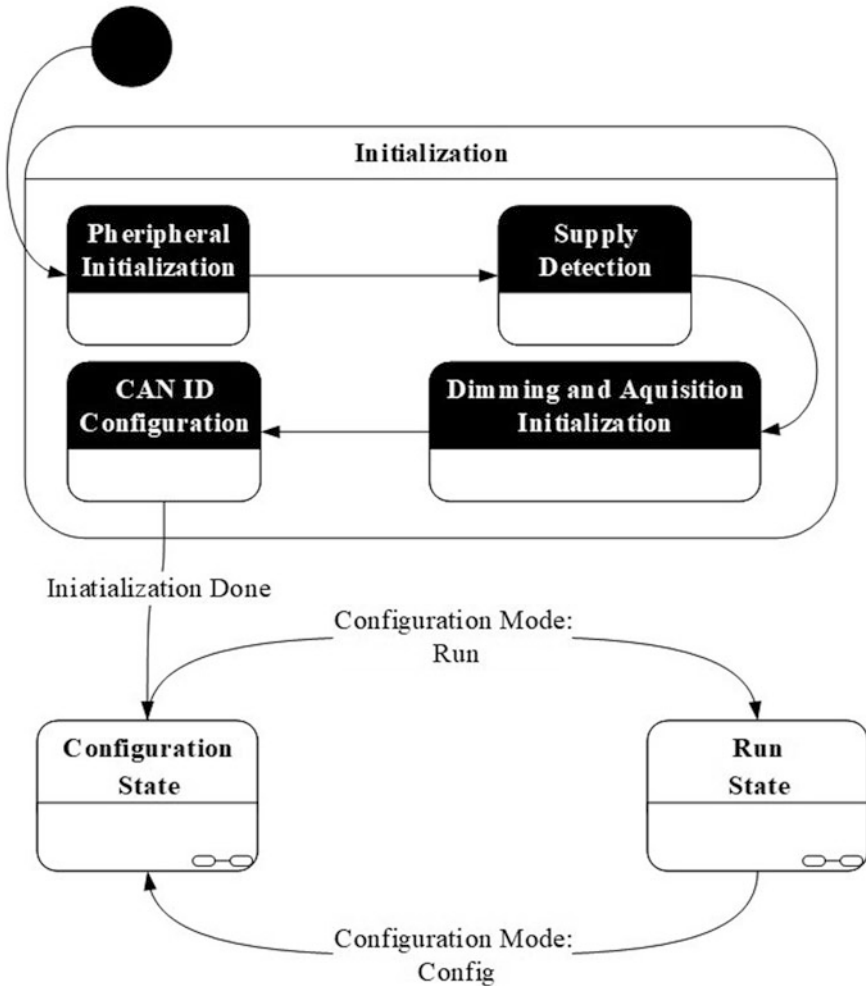 Initialization
Pheripheral
Initialization
Supply
Detection
CAN ID
Configuration
Dimming and Aquisition
Initialization
Iniatialization Done
Configuration Mode:
Run
Configuration
State
Run
State
Configuration Mode:
Config